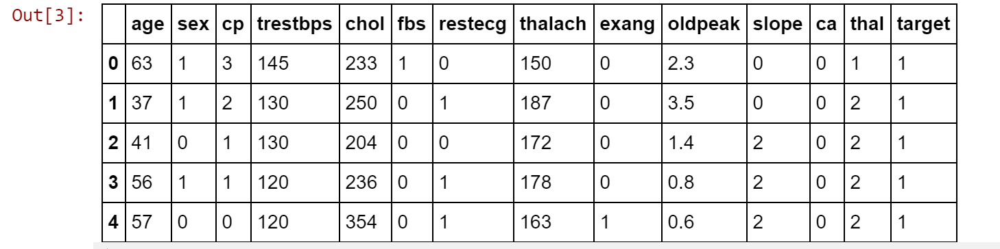 Out[3]:
age sex cp trestbps chol fbs restecg thalach exang oldpeak slope ca thal target
0 63 1 3 145 233 1 0 150 0 2.3 0 0 1 1
1 37 1 2 130 250 0 1 187 0 3.5 0 0 2 1
2 41 0 1 130 204 0 0 172 0 1.4 2 0 2 1
3 56 1 1 120 236 0 1 178 0 0.8 2 0 2 1
4 57 0 0 120 354 0 1 163 1 0.6 2 0 2 1